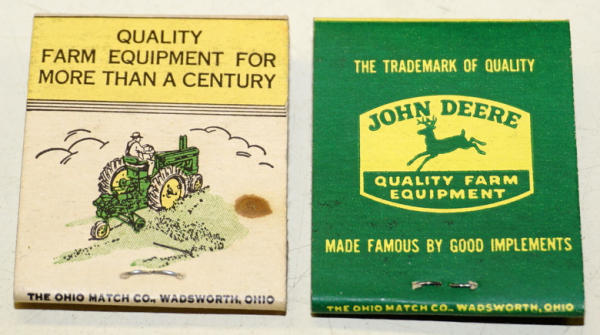 QUALITY
FARM EQUIPMENT FOR
MORE THAN A CENTURY
THE OHIO MATCH CO., WADSWORTH, OHIO
THE TRADEMARK OF QUALITY
JOHN DEERE
QUALITY FARM
EQUIPMENT
MADE FAMOUS BY GOOD IMPLEMENTS
THE OHIO MATCH CO., WADSWORTH, OHIO